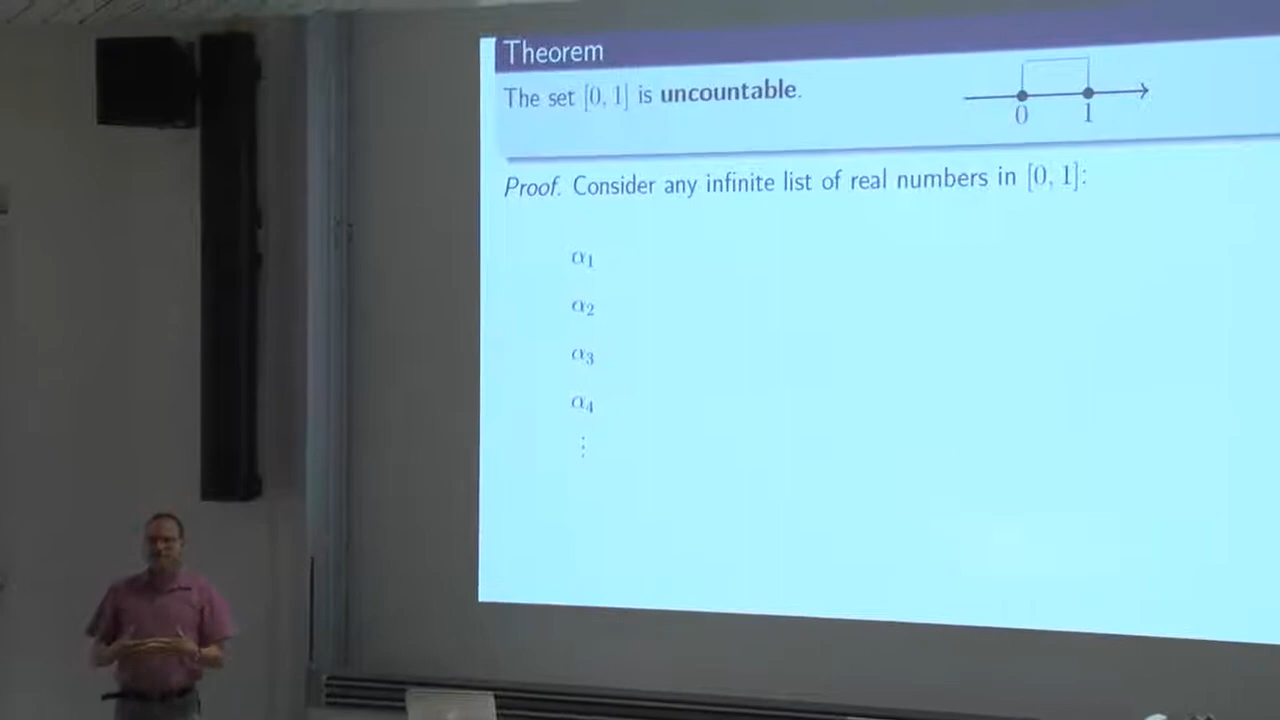 Theorem
The set [0, 1] is uncountable.
0 1
Proof. Consider any infinite list of real numbers in [0, 1]:
α₁
α₂
α₃
α₄
⋮